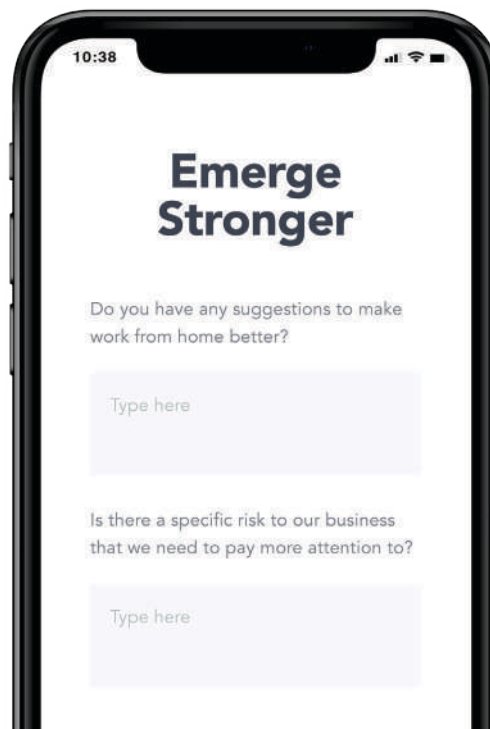 10:38
Emerge
Stronger
Do you have any suggestions to make
work from home better?
Type here
Is there a specific risk to our business
that we need to pay more attention to?
Type here